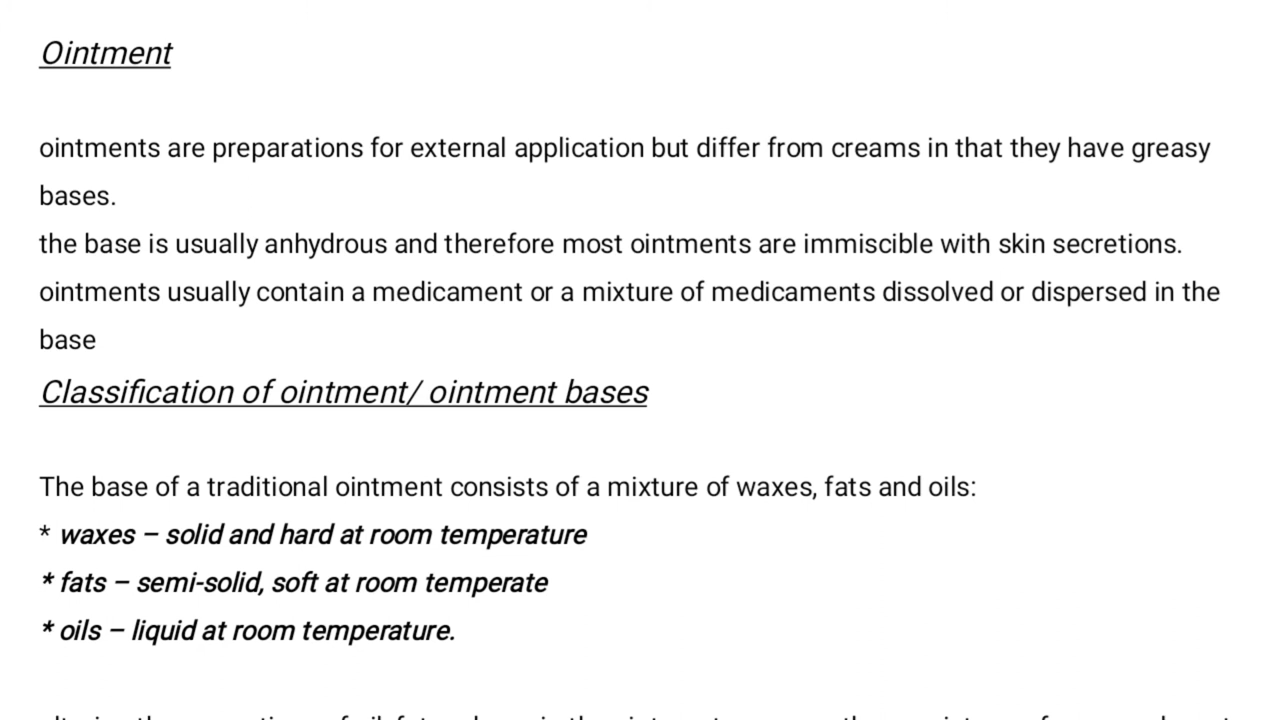 Ointment
ointments are preparations for external application but differ from creams in that they have greasy
bases.
the base is usually anhydrous and therefore most ointments are immiscible with skin secretions.
ointments usually contain a medicament or a mixture of medicaments dissolved or dispersed in the
base
Classification of ointment/ ointment bases
The base of a traditional ointment consists of a mixture of waxes, fats and oils:
* waxes – solid and hard at room temperature
* fats – semi-solid, soft at room temperate
* oils – liquid at room temperature.